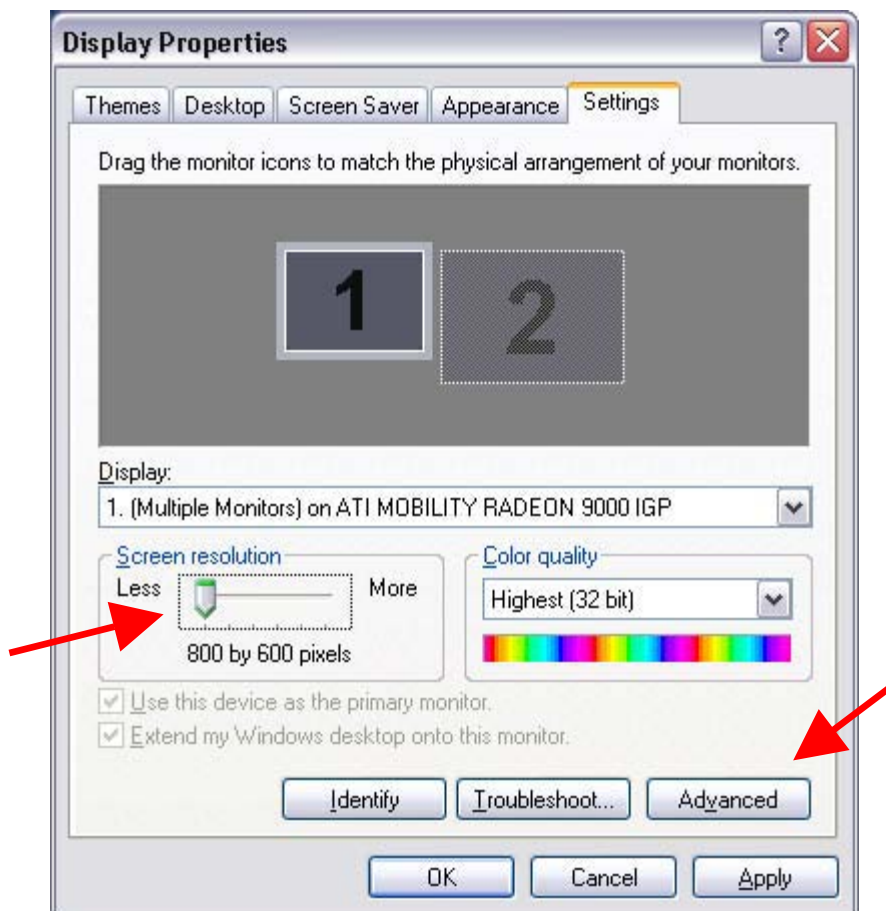 Display Properties
?
Themes Desktop Screen Saver Appearance Settings
Drag the monitor icons to match the physical arrangement of your monitors.
1 2
Display:
1. (Multiple Monitors) on ATI MOBILITY RADEON 9000 IGP
Screen resolution
Less More
800 by 600 pixels
Color quality
Highest (32 bit)
Use this device as the primary monitor.
Extend my Windows desktop onto this monitor.
Identify Troubleshoot... Advanced
OK Cancel Apply